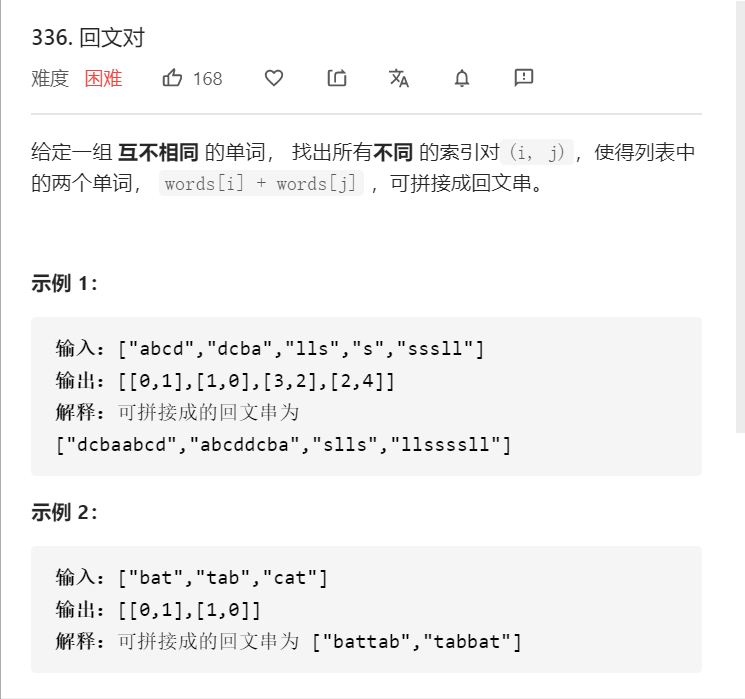 336. 回文对
难度 困难 168
给定一组 互不相同 的单词， 找出所有不同 的索引对 (i, j)，使得列表中
的两个单词， words[i] + words[j] ，可拼接成回文串。
示例 1：
输入：["abcd","dcba","lls","s","sssll"]
输出：[[0,1],[1,0],[3,2],[2,4]]
解释：可拼接成的回文串为
["dcbaabcd","abcddcba","slls","llssssll"]
示例 2：
输入：["bat","tab","cat"]
输出：[[0,1],[1,0]]
解释：可拼接成的回文串为 ["battab","tabbat"]